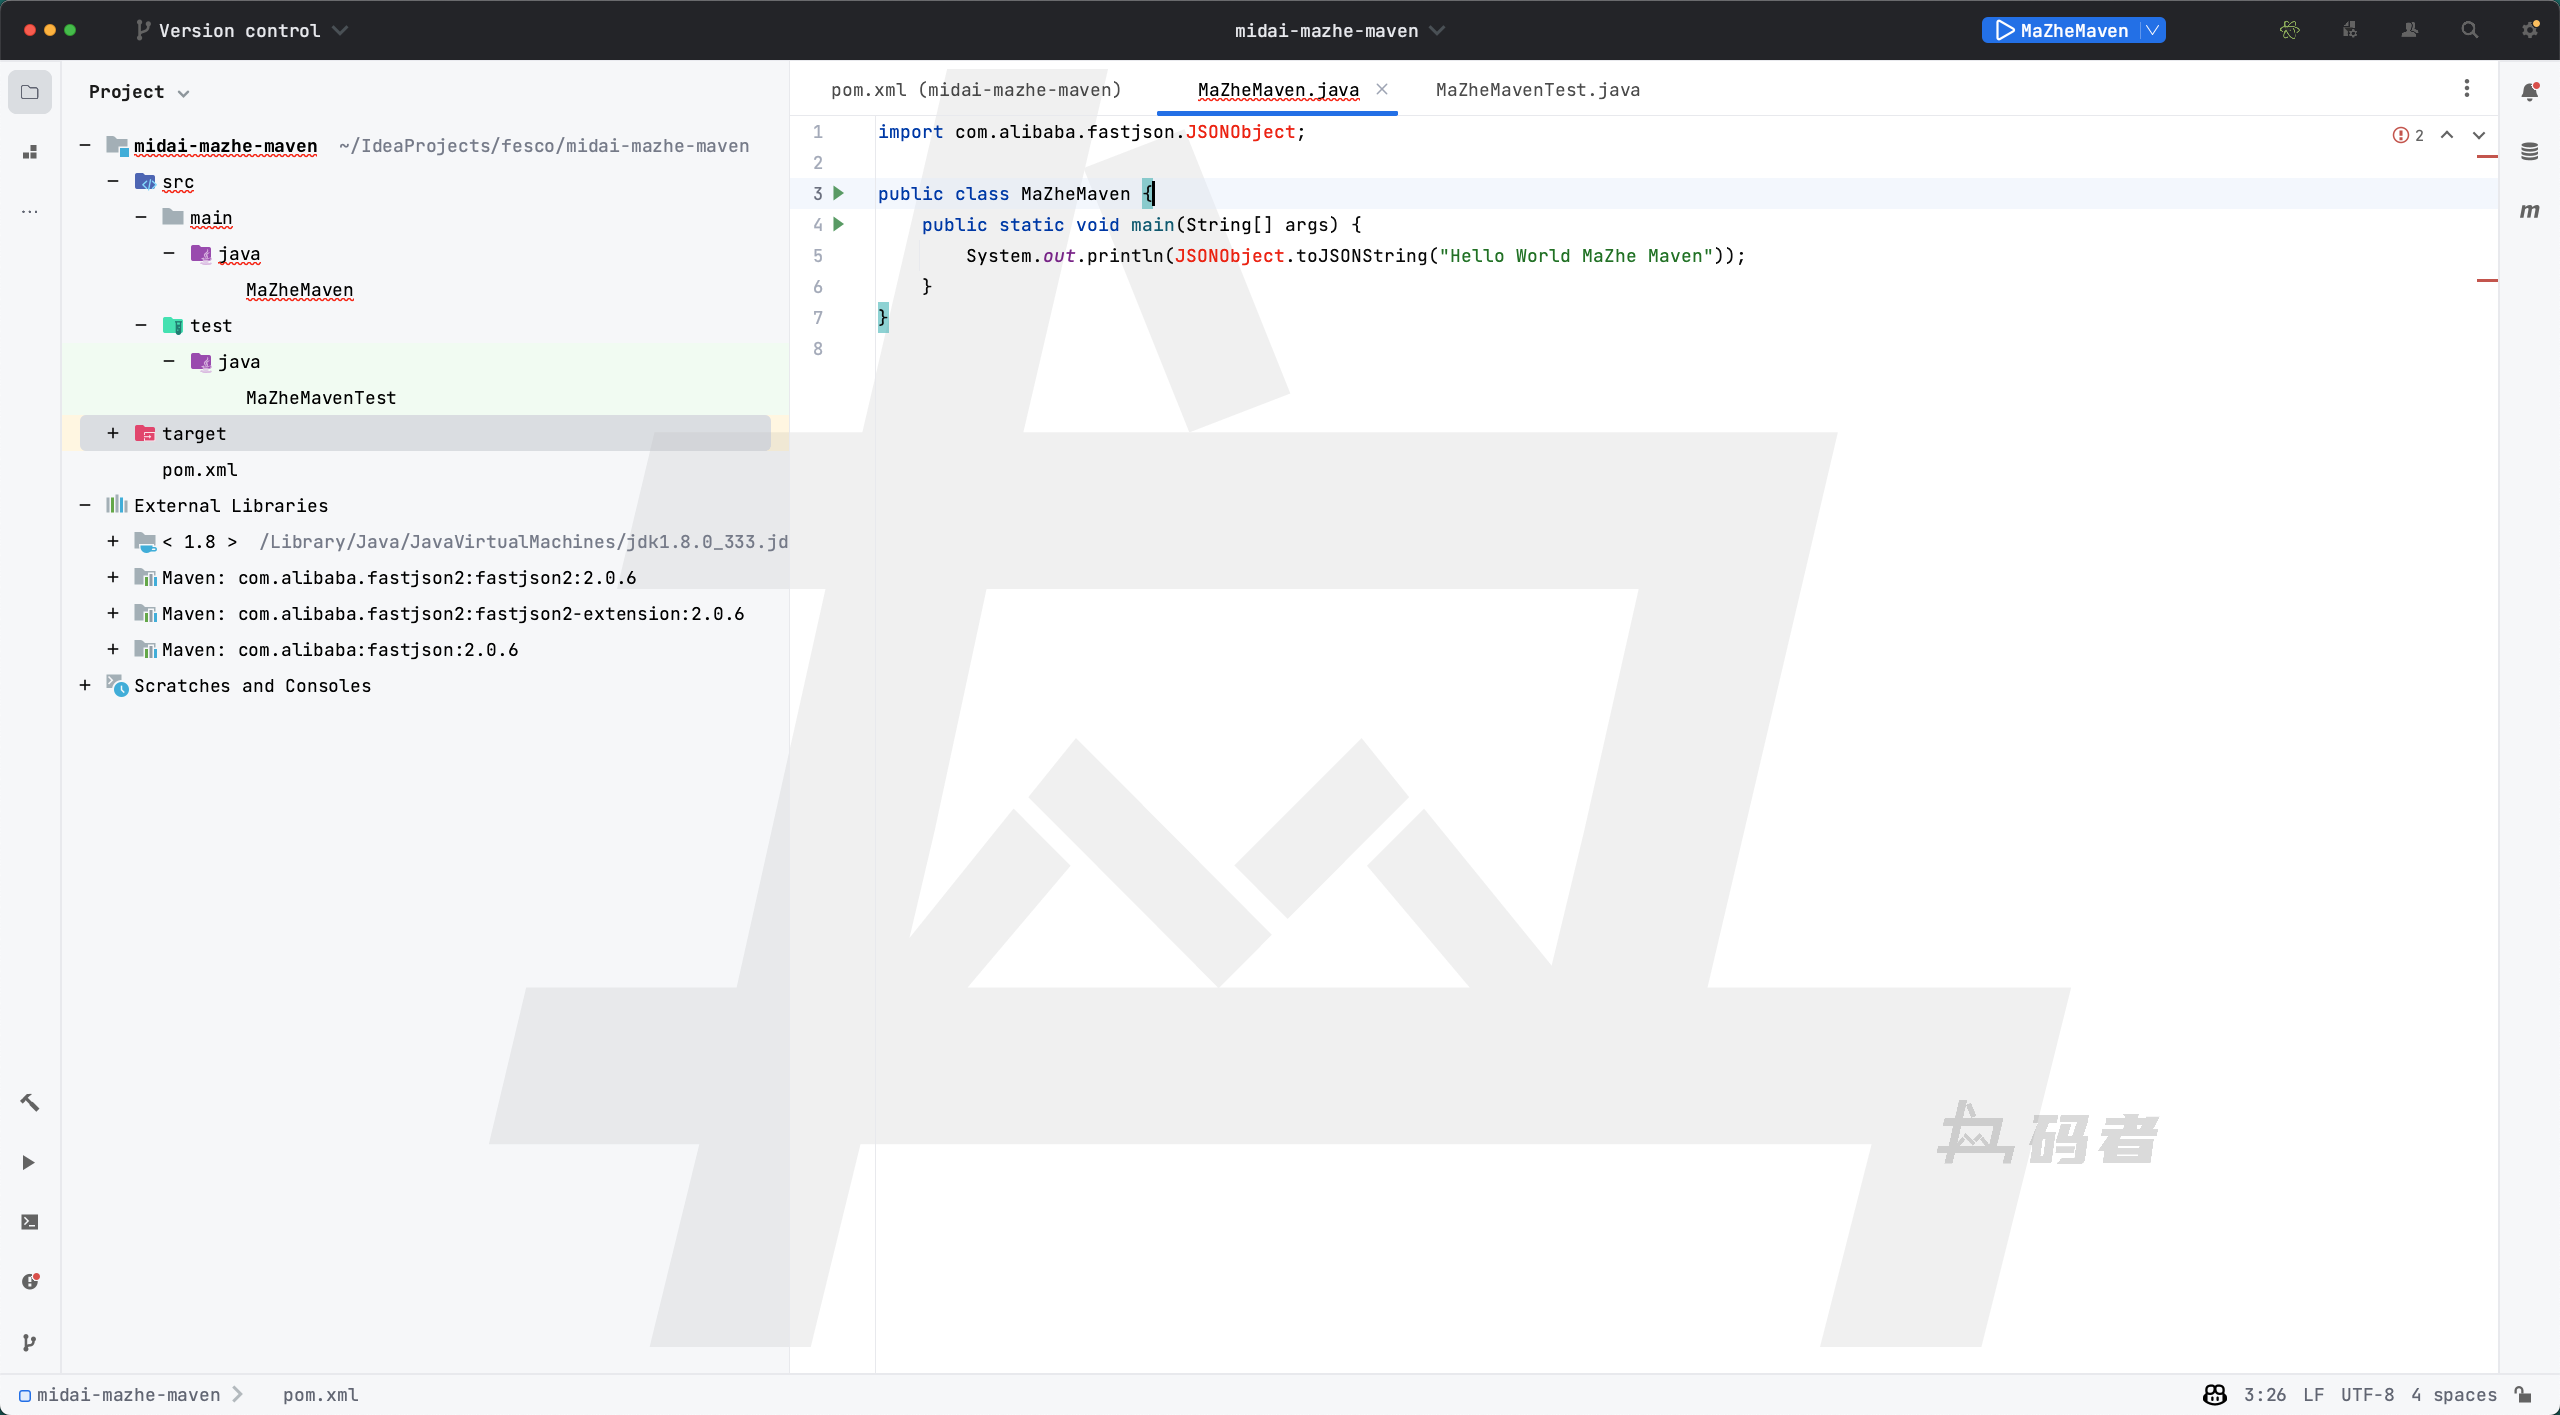 Version control
midai-mazhe-maven
MaZheMaven
Project
midai-mazhe-maven ~/IdeaProjects/fesco/midai-mazhe-maven
src
main
java
MaZheMaven
test
java
MaZheMavenTest
target
pom.xml
External Libraries
< 1.8 > /Library/Java/JavaVirtualMachines/jdk1.8.0_333.jd
Maven: com.alibaba.fastjson2:fastjson2:2.0.6
Maven: com.alibaba.fastjson2:fastjson2-extension:2.0.6
Maven: com.alibaba:fastjson:2.0.6
Scratches and Consoles
pom.xml (midai-mazhe-maven) MaZheMaven.java MaZheMavenTest.java
1 import com.alibaba.fastjson.JSONObject;
2
3 public class MaZheMaven {
4 public static void main(String[] args) {
5 System.out.println(JSONObject.toJSONString("Hello World MaZhe Maven"));
6 }
7 }
8
2
m
码者
midai-mazhe-maven pom.xml
3:26 LF UTF-8 4 spaces